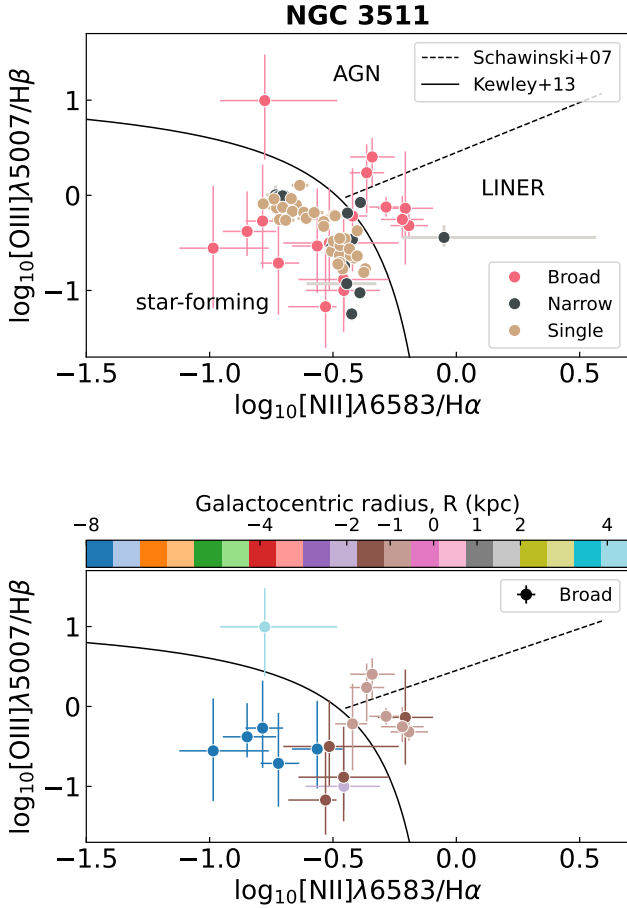 NGC 3511
AGN
Schawinski+07
Kewley+13
LINER
star-forming
Broad
Narrow
Single
1
0
−1
log₁₀[OIII]λ5007/Hβ
−1.5 −1.0 −0.5 0.0 0.5
log₁₀[NII]λ6583/Hα
Galactocentric radius, R (kpc)
−8 −4 −2 −1 0 1 2 4
Broad
1
0
−1
log₁₀[OIII]λ5007/Hβ
−1.5 −1.0 −0.5 0.0 0.5
log₁₀[NII]λ6583/Hα